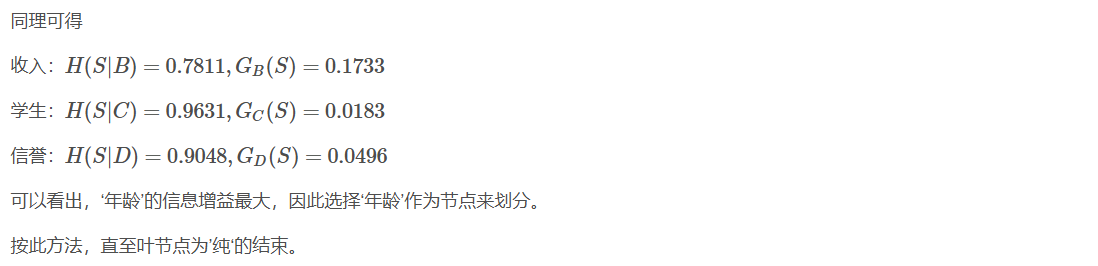 同理可得
收入：H(S|B) = 0.7811, G_B(S) = 0.1733
学生：H(S|C) = 0.9631, G_C(S) = 0.0183
信誉：H(S|D) = 0.9048, G_D(S) = 0.0496
可以看出，‘年龄’的信息增益最大，因此选择‘年龄’作为节点来划分。
按此方法，直至叶节点为’纯‘的结束。